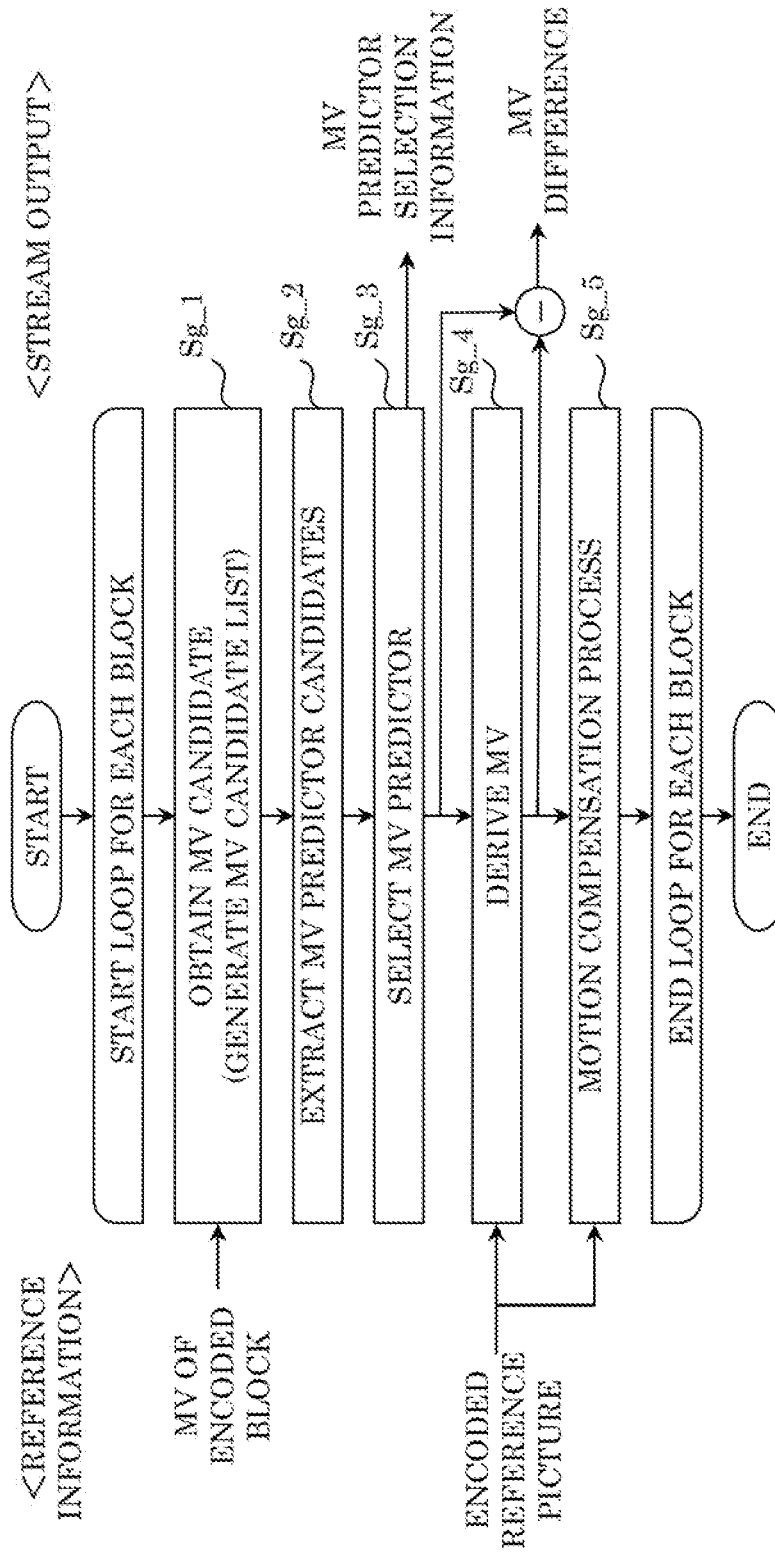 <REFERENCE
INFORMATION>
<STREAM OUTPUT>
START
START LOOP FOR EACH BLOCK
MV OF
ENCODED
BLOCK
OBTAIN MV CANDIDATE
(GENERATE MV CANDIDATE LIST)
Sg_1
EXTRACT MV PREDICTOR CANDIDATES
Sg_2
SELECT MV PREDICTOR
Sg_3
MV
PREDICTOR
SELECTION
INFORMATION
ENCODED
REFERENCE
PICTURE
DERIVE MV
Sg_4
−
MV
DIFFERENCE
MOTION COMPENSATION PROCESS
Sg_5
END LOOP FOR EACH BLOCK
END